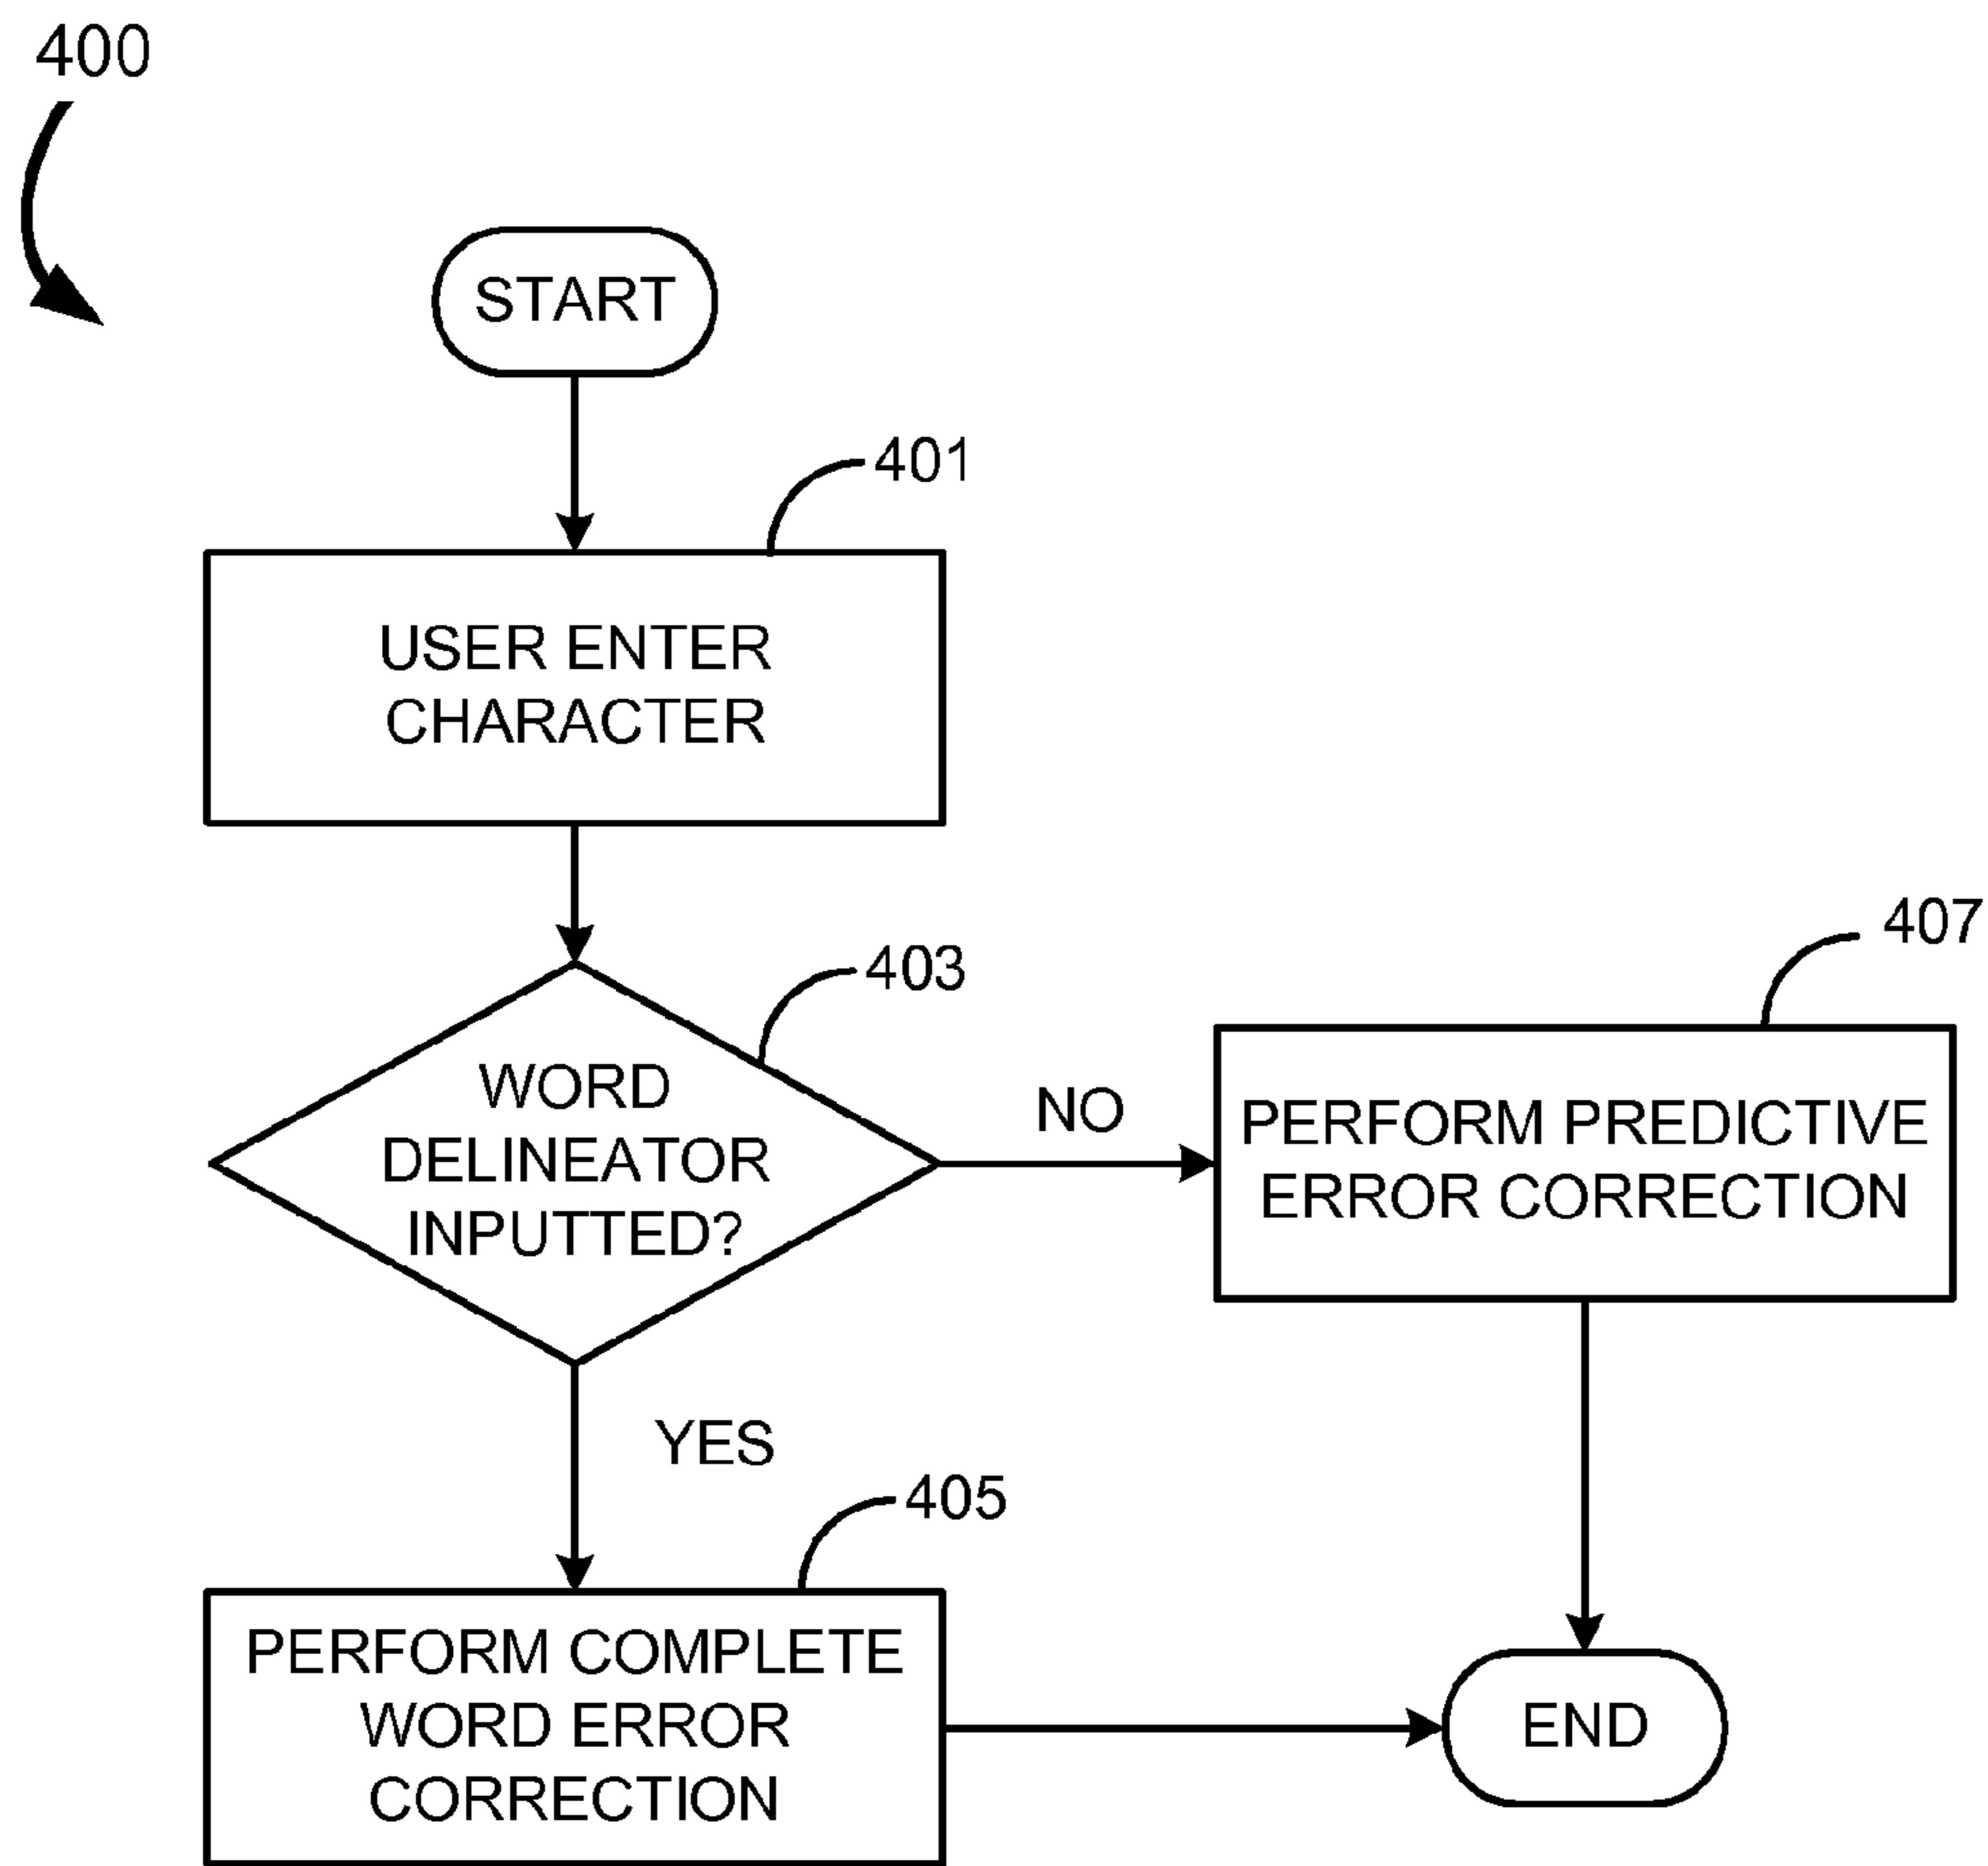 400
START
401
USER ENTER
CHARACTER
403
WORD
DELINEATOR
INPUTTED?
NO
407
PERFORM PREDICTIVE
ERROR CORRECTION
YES
405
PERFORM COMPLETE
WORD ERROR
CORRECTION
END